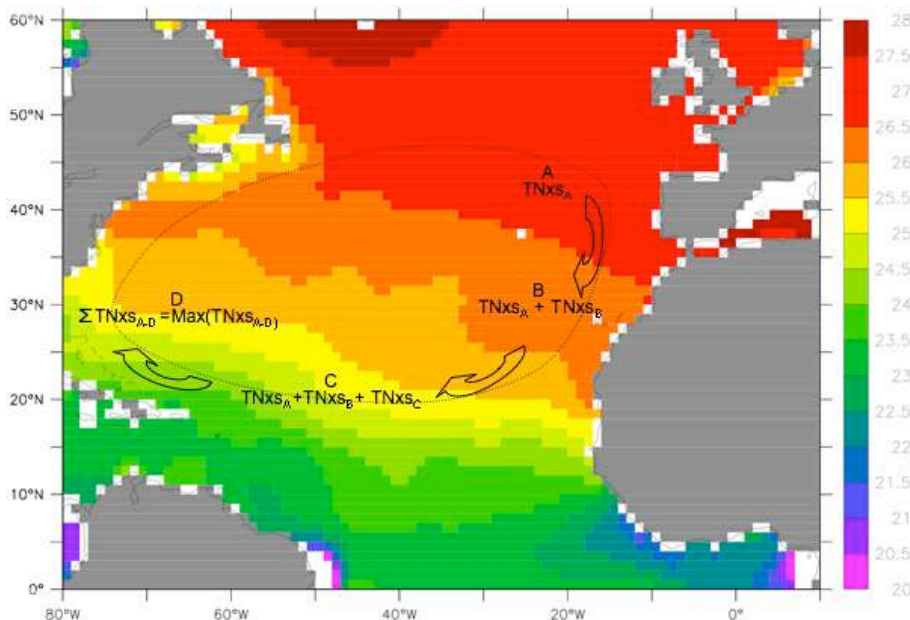 60°N
50°N
40°N
30°N
20°N
10°N
0°
80°W
60°W
40°W
20°W
0°
A
TNxs_A
B
TNxs_A + TNxs_B
C
TNxs_A+TNxs_B+ TNxs_C
D
Σ TNxs_A-D =Max(TNxs_A-D)
28
27.5
27
26.5
26
25.5
25
24.5
24
23.5
23
22.5
22
21.5
21
20.5
20